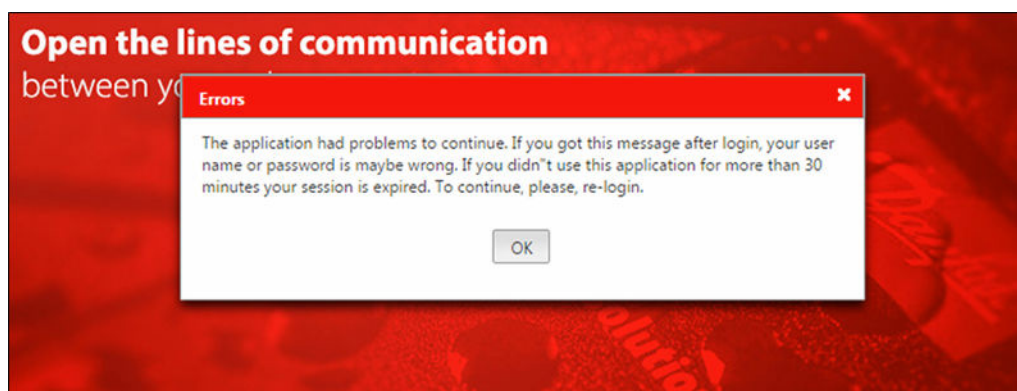 Open the lines of communication
between
Errors
The application had problems to continue. If you got this message after login, your user
name or password is maybe wrong. If you didn"t use this application for more than 30
minutes your session is expired. To continue, please, re-login.
OK